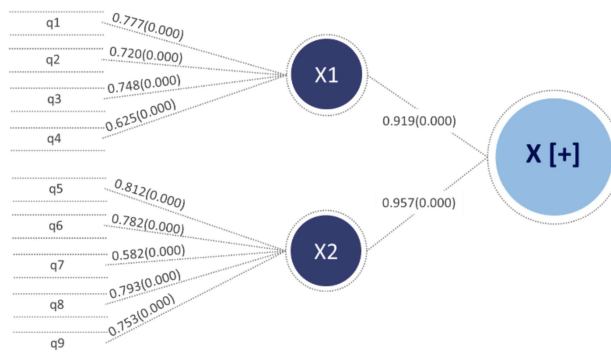 q1
0.777(0.000)
q2
0.720(0.000)
q3
0.748(0.000)
q4
0.625(0.000)
X1
0.919(0.000)
X [+]
q5
0.812(0.000)
q6
0.782(0.000)
q7
0.582(0.000)
q8
0.793(0.000)
q9
0.753(0.000)
X2
0.957(0.000)